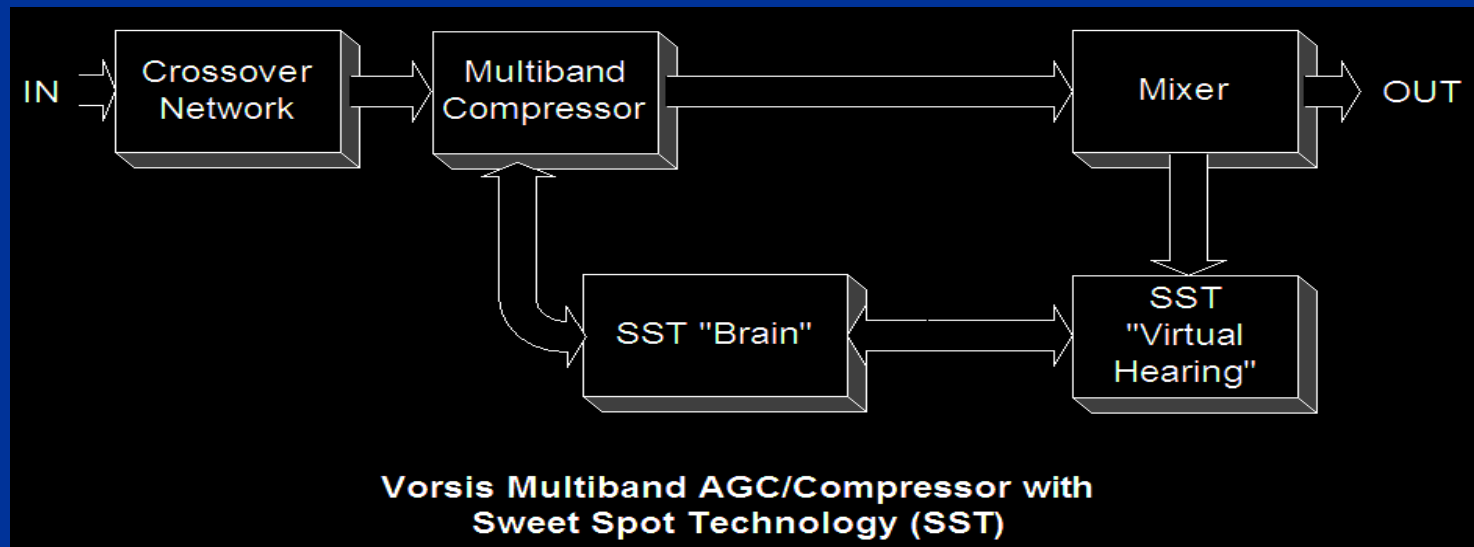 IN
Crossover
Network
Multiband
Compressor
Mixer
OUT
SST "Brain"
SST
"Virtual
Hearing"
Vorsis Multiband AGC/Compressor with
Sweet Spot Technology (SST)